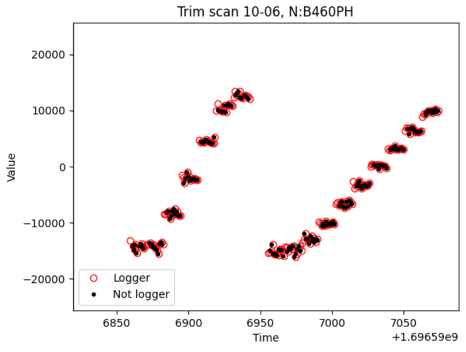 Trim scan 10-06, N:B460PH
20000
10000
0
−10000
−20000
Value
Logger
Not logger
6850 6900 6950 7000 7050
Time
+1.69659e9